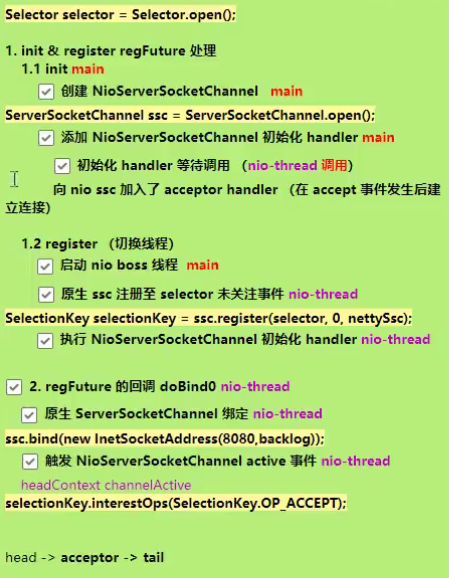 Selector selector = Selector.open();
1. init & register regFuture 处理
1.1 init main
创建 NioServerSocketChannel main
ServerSocketChannel ssc = ServerSocketChannel.open();
添加 NioServerSocketChannel 初始化 handler main
初始化 handler 等待调用 （nio-thread 调用）
向 nio ssc 加入了 acceptor handler （在 accept 事件发生后建
立连接）
1.2 register （切换线程）
启动 nio boss 线程 main
原生 ssc 注册至 selector 未关注事件 nio-thread
SelectionKey selectionKey = ssc.register(selector, 0, nettySsc);
执行 NioServerSocketChannel 初始化 handler nio-thread
2. regFuture 的回调 doBind0 nio-thread
原生 ServerSocketChannel 绑定 nio-thread
ssc.bind(new InetSocketAddress(8080,backlog));
触发 NioServerSocketChannel active 事件 nio-thread
headContext channelActive
selectionKey.interestOps(SelectionKey.OP_ACCEPT);
head -> acceptor -> tail